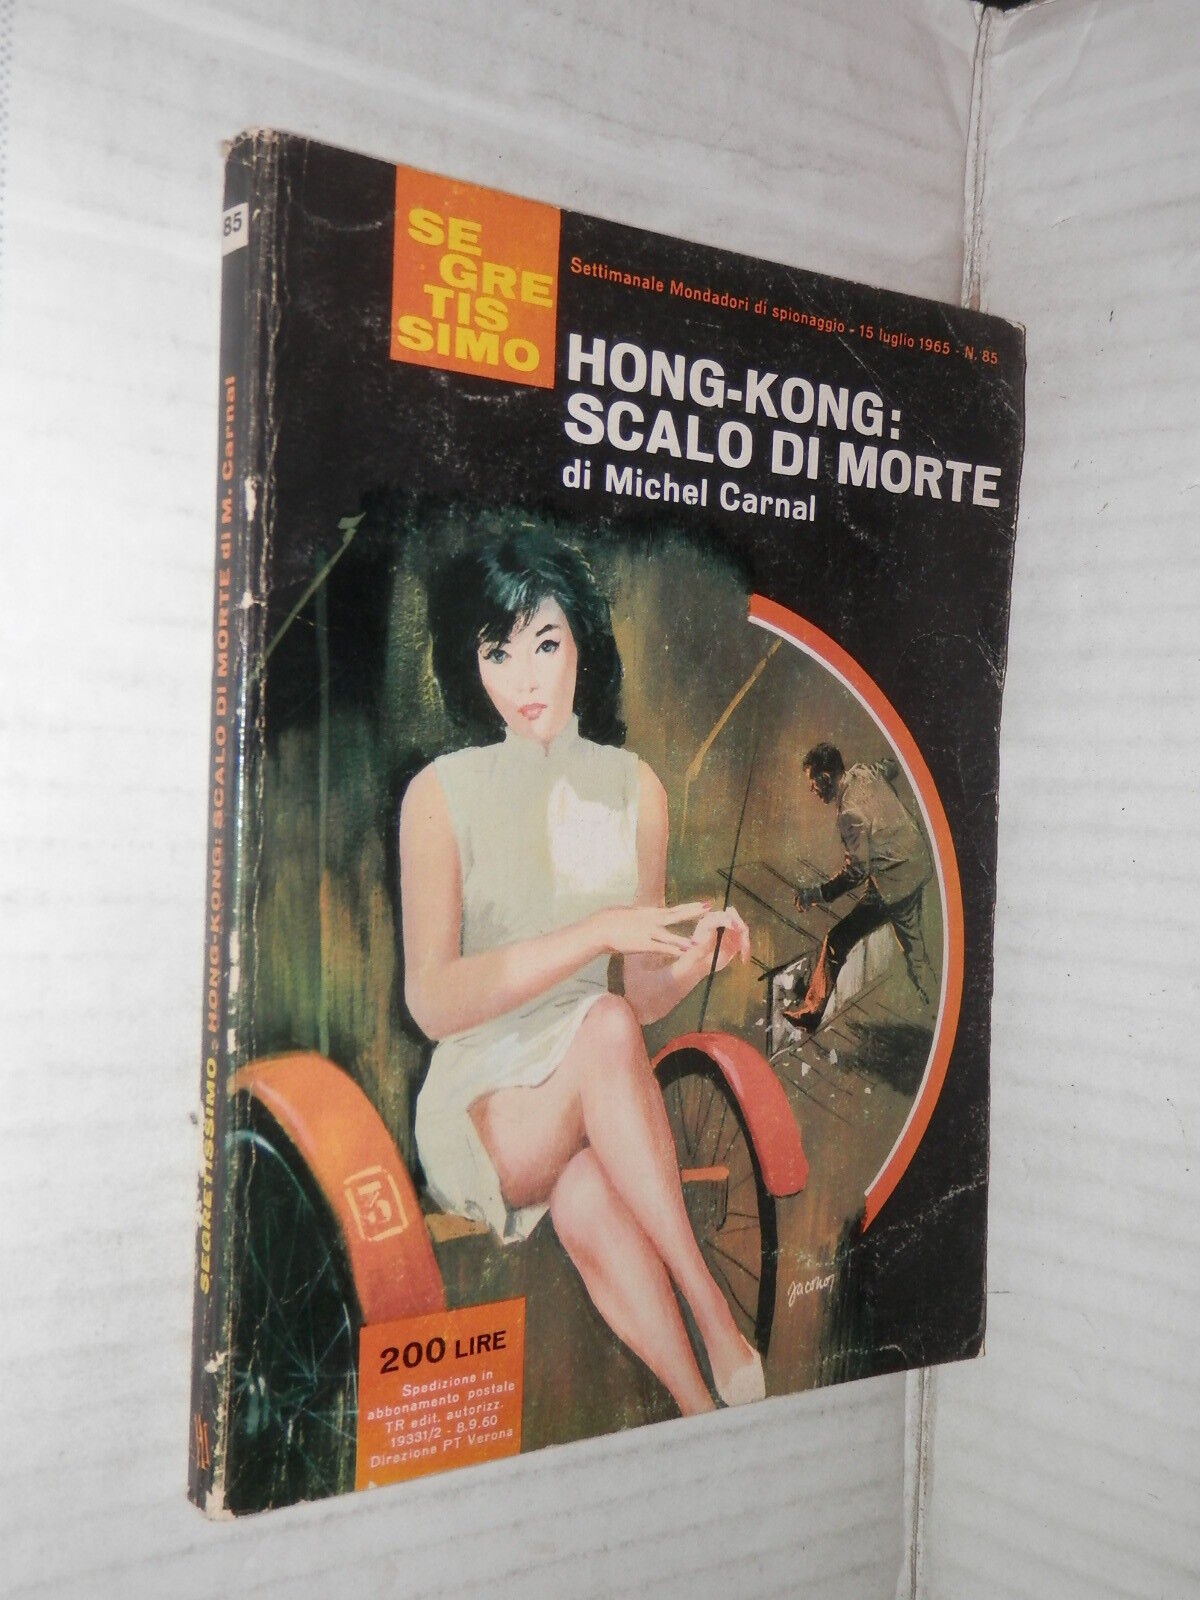 85
SEGRETISSIMO - HONG-KONG: SCALO DI MORTE di M. Carnal
SE
GRE
TIS
SIMO
Settimanale Mondadori di spionaggio - 15 luglio 1965 - N. 85
HONG-KONG:
SCALO DI MORTE
di Michel Carnal
Jacono
200 LIRE
Spedizione in
abbonamento postale
TR edit. autorizz.
19331/2 - 8.9.60
Direzione PT Verona